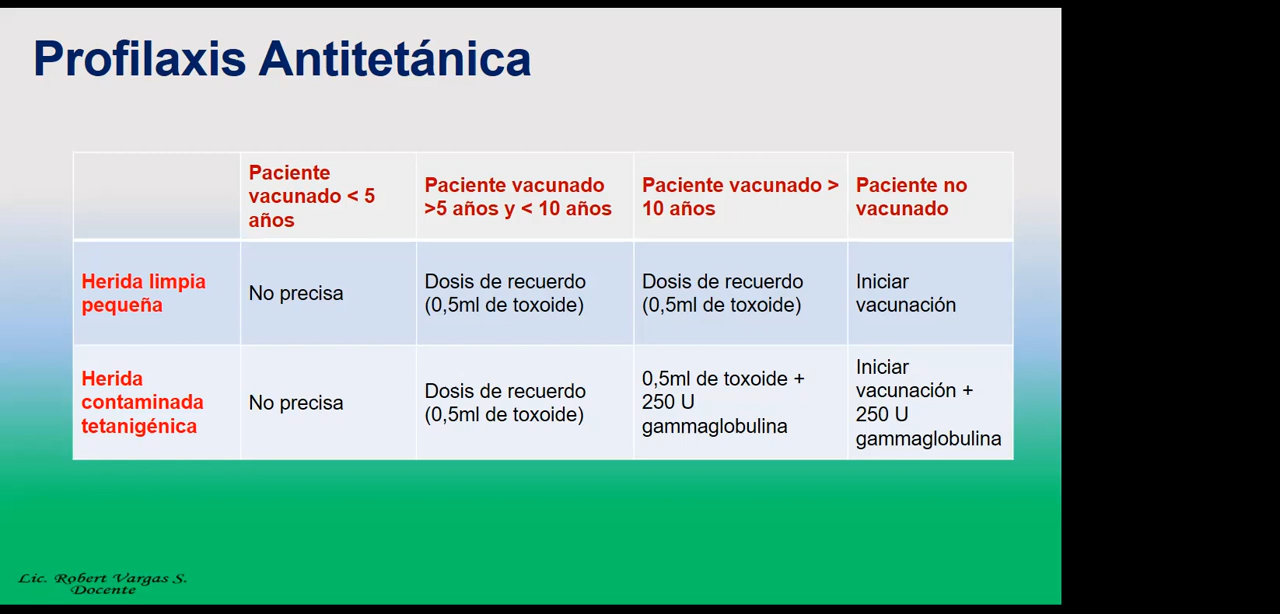 Profilaxis Antitetánica
Paciente
vacunado < 5
años
Paciente vacunado
>5 años y < 10 años
Paciente vacunado >
10 años
Paciente no
vacunado
Herida limpia
pequeña
No precisa
Dosis de recuerdo
(0,5ml de toxoide)
Dosis de recuerdo
(0,5ml de toxoide)
Iniciar
vacunación
Herida
contaminada
tetanigénica
No precisa
Dosis de recuerdo
(0,5ml de toxoide)
0,5ml de toxoide +
250 U
gammaglobulina
Iniciar
vacunación +
250 U
gammaglobulina
Lic. Robert Vargas S.
Docente